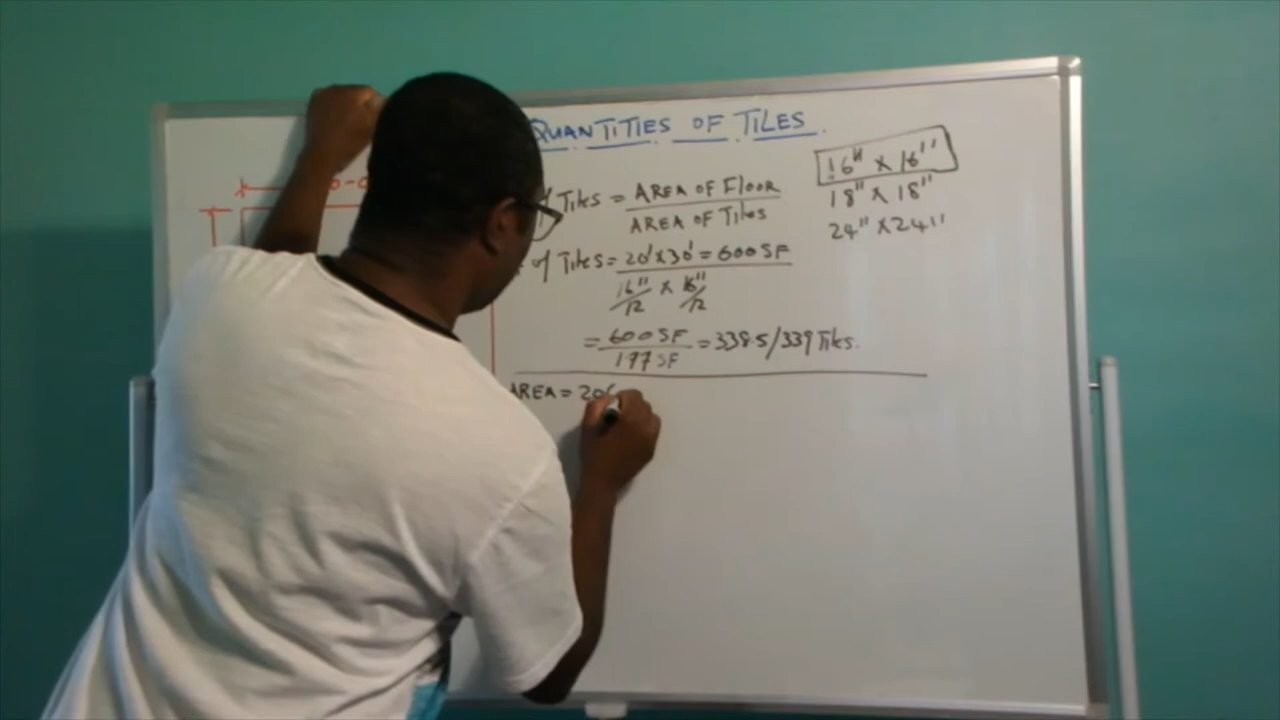 QUANTITIES OF TILES
16" x 16"
18" x 18"
24" x 24"
of Tiles = AREA OF FLOOR
AREA OF TILES
of Tiles = 20' x 30' = 600 SF
16"/12 x 16"/12
= 600 SF = 338.5/339 Tiles.
1.77 SF
AREA = 20